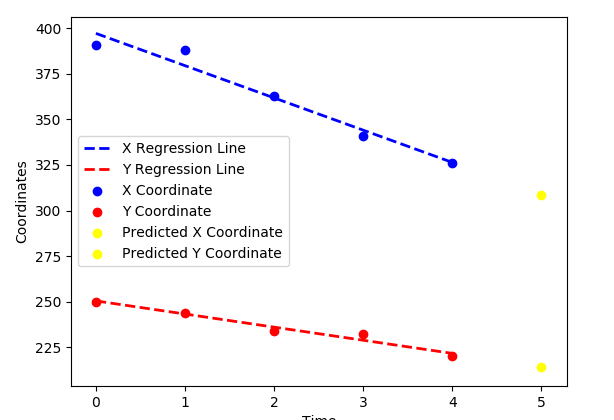 400
375
350
325
300
275
250
225
Coordinates
X Regression Line
Y Regression Line
X Coordinate
Y Coordinate
Predicted X Coordinate
Predicted Y Coordinate
0 1 2 3 4 5
Time